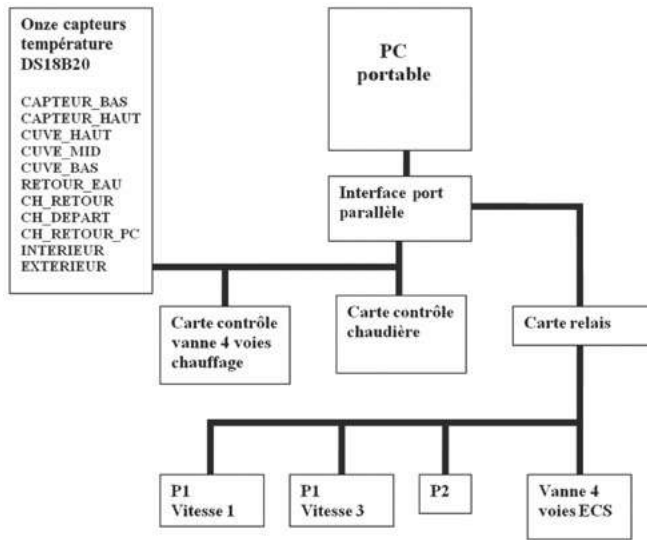 Onze capteurs
température
DS18B20
CAPTEUR_BAS
CAPTEUR_HAUT
CUVE_HAUT
CUVE_MID
CUVE_BAS
RETOUR_EAU
CH_RETOUR
CH_DEPART
CH_RETOUR_PC
INTERIEUR
EXTERIEUR
PC
portable
Interface port
parallèle
Carte contrôle
vanne 4 voies
chauffage
Carte contrôle
chaudière
Carte relais
P1
Vitesse 1
P1
Vitesse 3
P2
Vanne 4
voies ECS